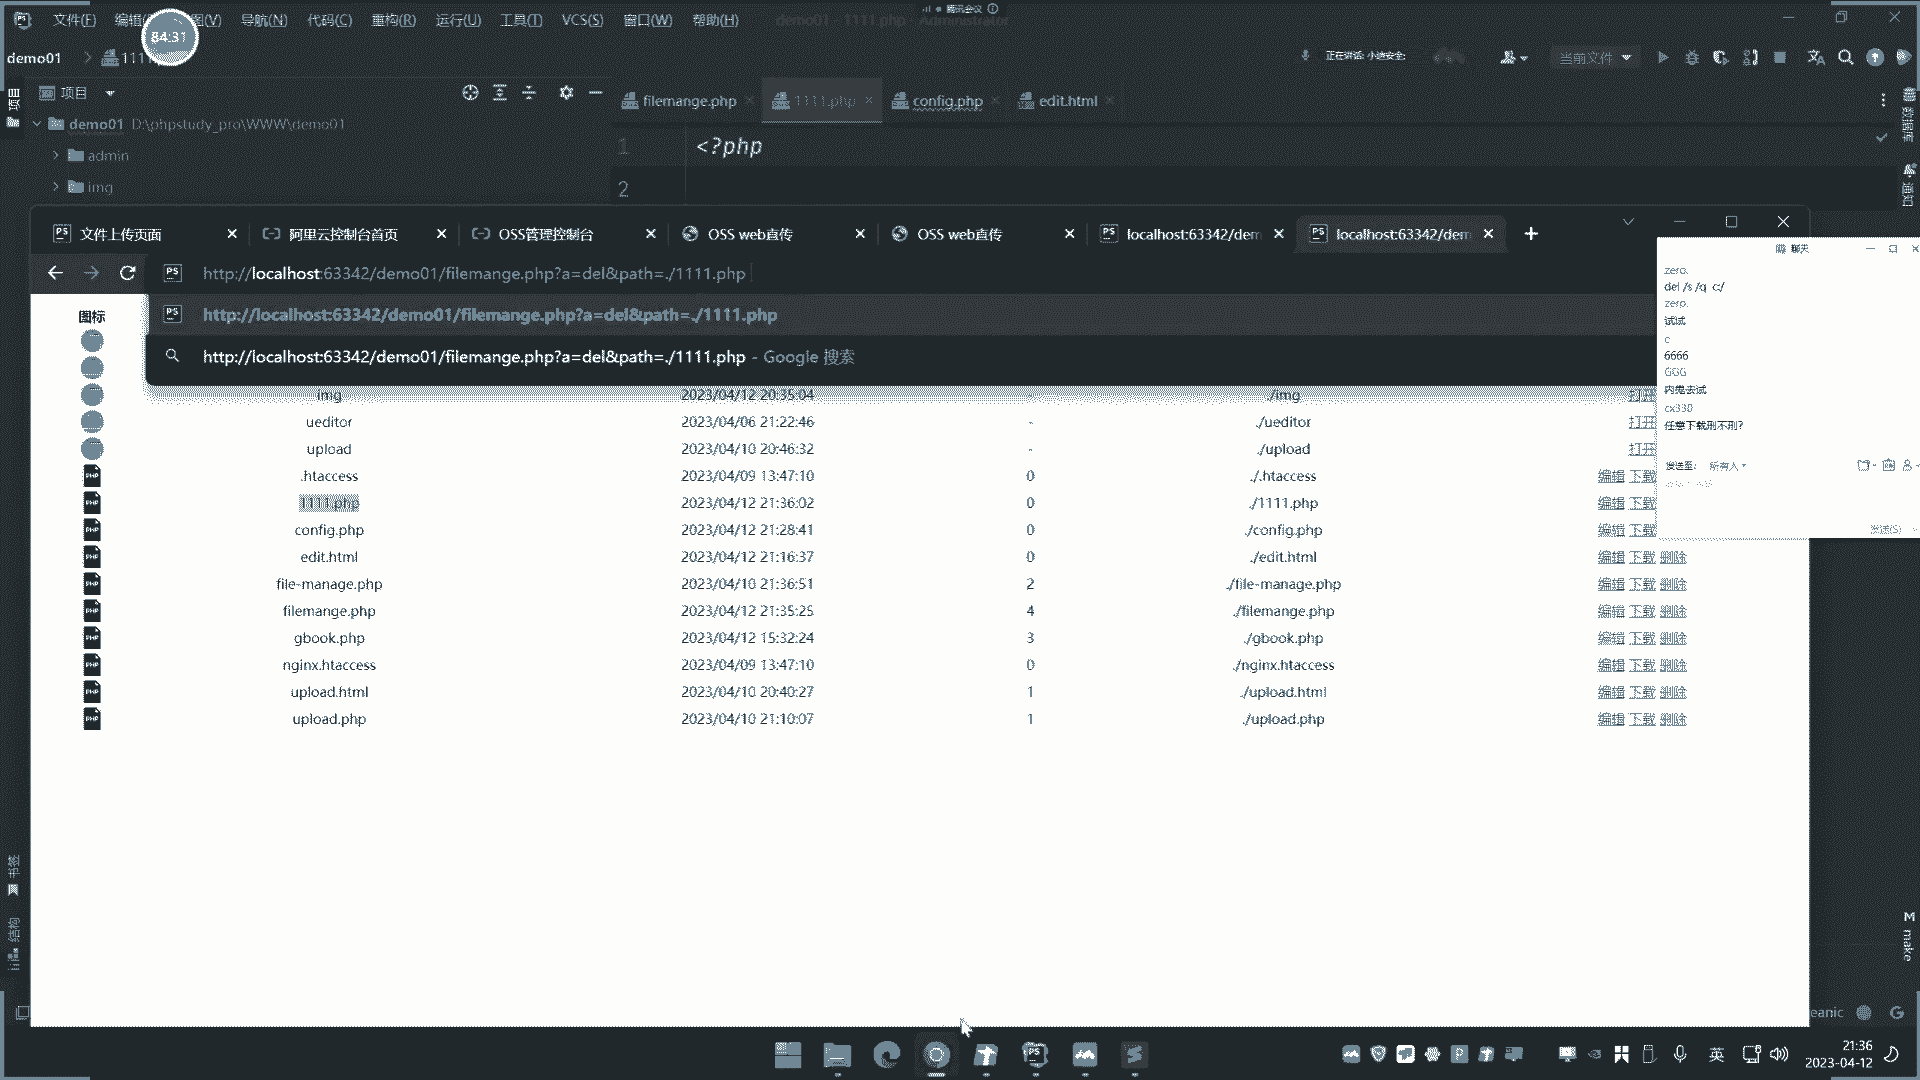 文件(F)
导航(N) 代码(C) 重构(R) 运行(U) 工具(T) VCS(S) 窗口(W) 帮助(H)
demo01 - 1111.php - Administrator
腾讯会议
84:31
demo01
正在讲话: 小迪安全:
当前文件
项目
项目
filemange.php
1111.php
config.php
edit.html
demo01 D:\phpstudy_pro\WWW\demo01
admin
img
1
<?php
2
数据库
通知
文件上传页面
阿里云控制台首页
OSS管理控制台
OSS web直传
OSS web直传
localhost:63342/dem
localhost:63342/dem
http://localhost:63342/demo01/filemange.php?a=del&path=./1111.php
http://localhost:63342/demo01/filemange.php?a=del&path=./1111.php
http://localhost:63342/demo01/filemange.php?a=del&path=./1111.php - Google 搜索
图标
img 2023/04/12 20:35:04 - ./img 打开
ueditor 2023/04/06 21:22:46 - ./ueditor 打开
upload 2023/04/10 20:46:32 - ./upload 打开
.htaccess 2023/04/09 13:47:10 0 ./.htaccess 编辑 下载
1111.php 2023/04/12 21:36:02 0 ./1111.php 编辑 下载
config.php 2023/04/12 21:28:41 0 ./config.php 编辑 下载
edit.html 2023/04/12 21:16:37 0 ./edit.html 编辑 下载 删除
file-manage.php 2023/04/10 21:36:51 2 ./file-manage.php 编辑 下载 删除
filemange.php 2023/04/12 21:35:25 4 ./filemange.php 编辑 下载 删除
gbook.php 2023/04/12 15:32:24 3 ./gbook.php 编辑 下载 删除
nginx.htaccess 2023/04/09 13:47:10 0 ./nginx.htaccess 编辑 下载 删除
upload.html 2023/04/10 20:40:27 1 ./upload.html 编辑 下载 删除
upload.php 2023/04/10 21:10:07 1 ./upload.php 编辑 下载 删除
聊天
zero.
del /s /q c:/
zero.
试试
c
6666
GGG
内鬼去试
cx330
任意下载刑不刑?
发送至: 所有人
发送(S)
书签
结构
M make
eanic
英
21:36
2023-04-12